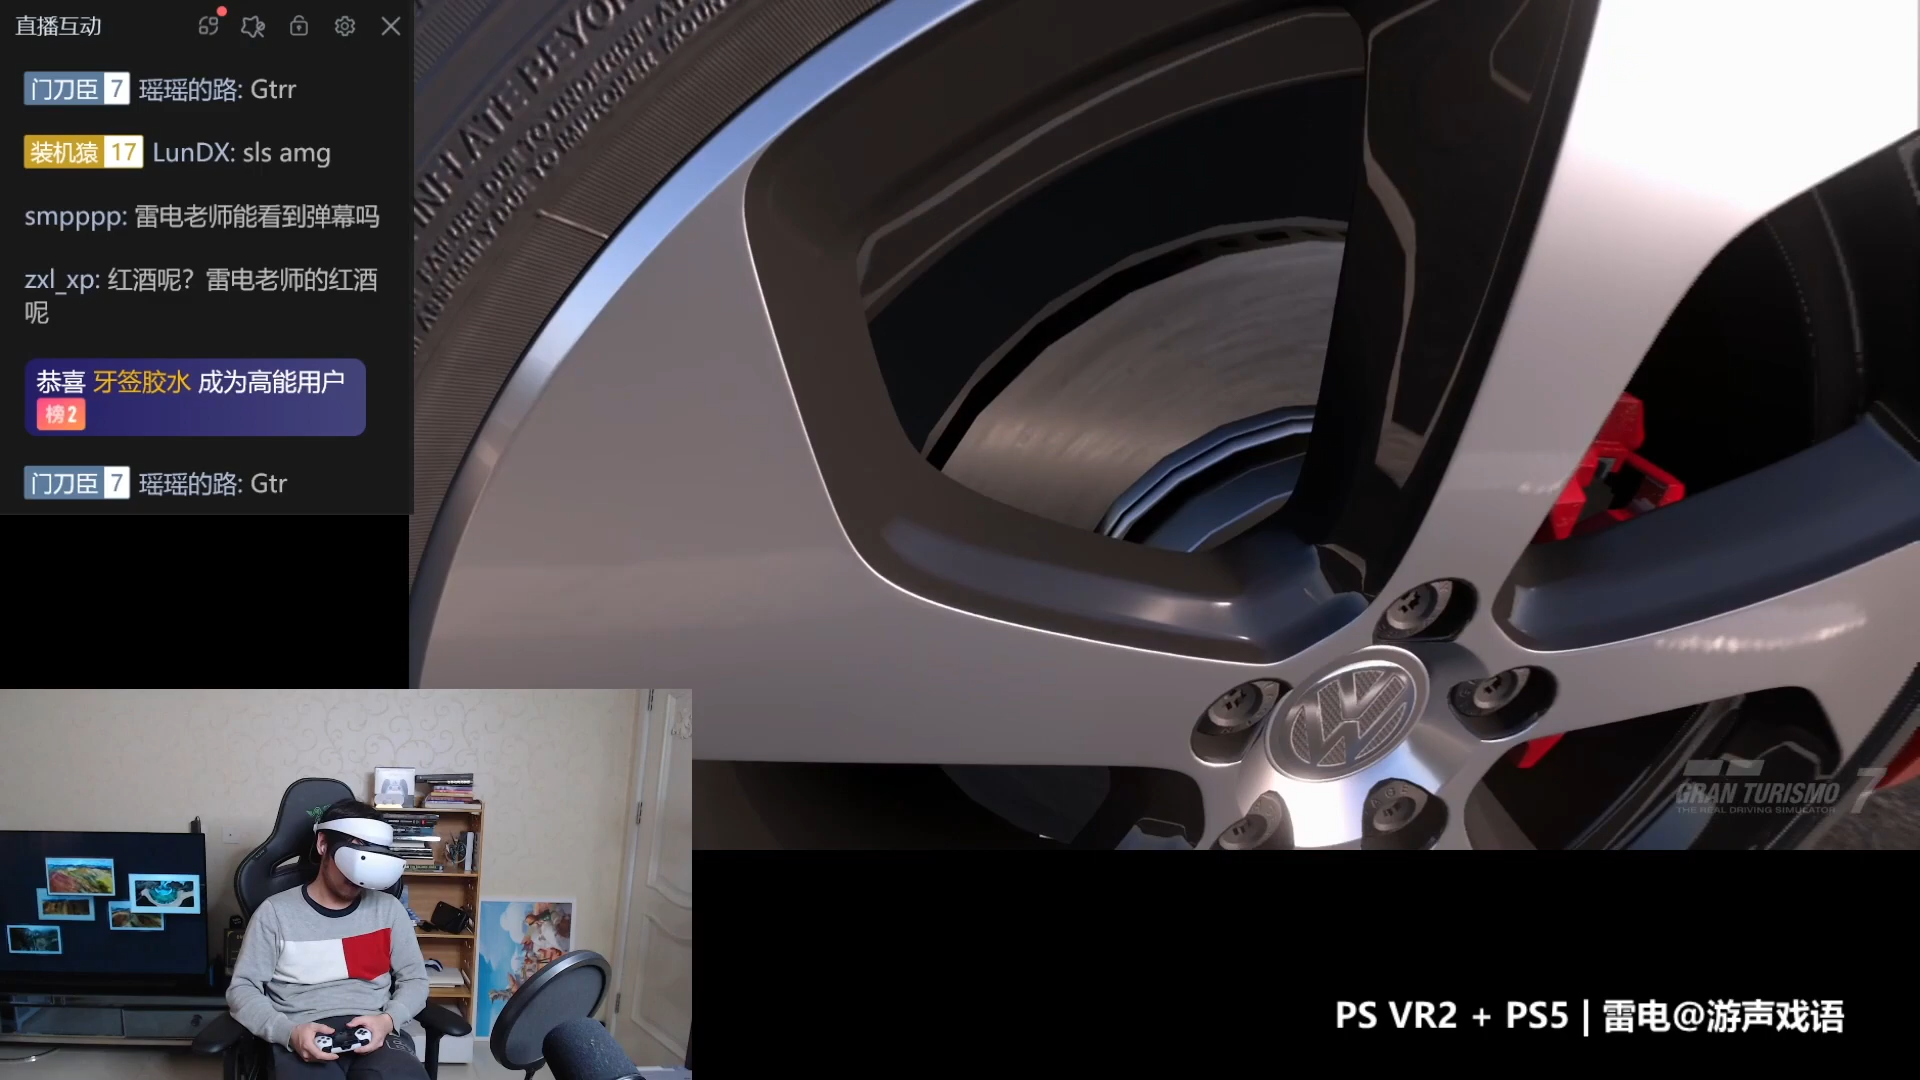 直播互动
门刀臣 7 瑶瑶的路: Gtrr
装机猿 17 LunDX: sls amg
smpppp: 雷电老师能看到弹幕吗
zxl_xp: 红酒呢？雷电老师的红酒
呢
恭喜 牙签胶水 成为高能用户
榜2
门刀臣 7 瑶瑶的路: Gtr
GRAN TURISMO 7
THE REAL DRIVING SIMULATOR
PS VR2 + PS5 | 雷电@游声戏语